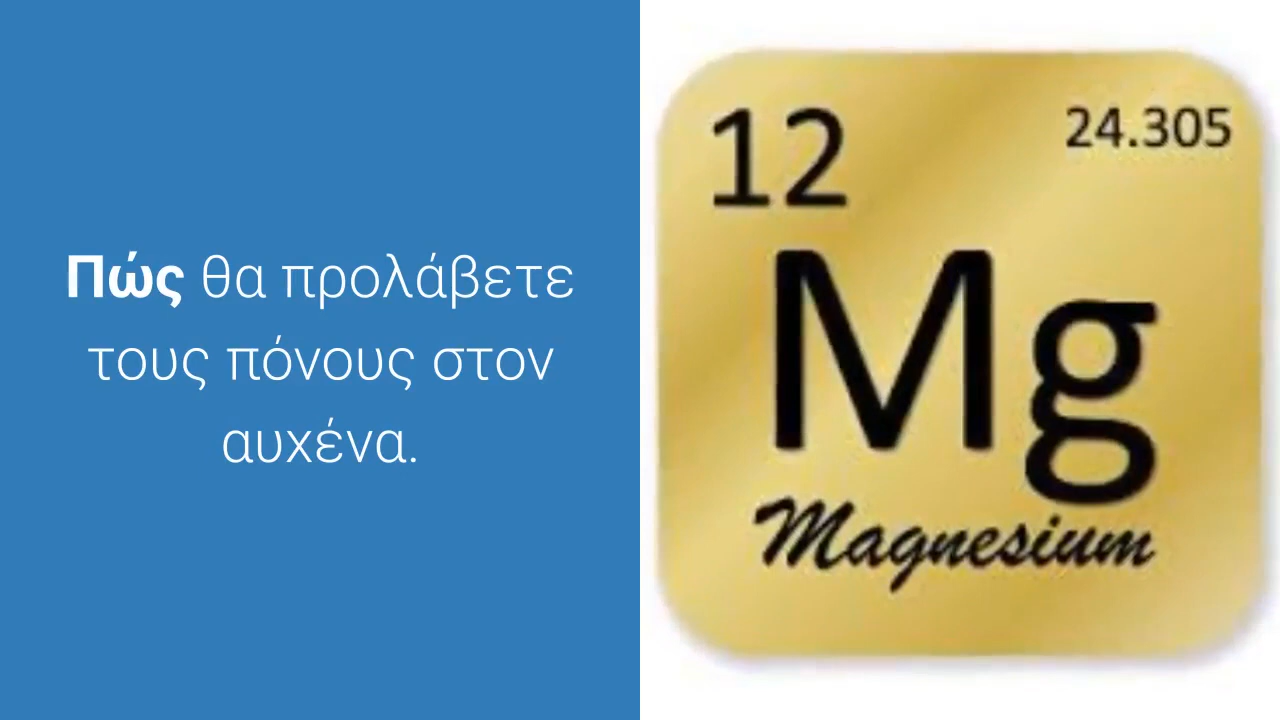 Πώς θα προλάβετε
τους πόνους στον
αυχένα.
12
24.305
Mg
Magnesium